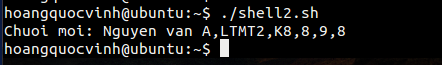 hoangquocvinh@ubuntu:~$ ./shell2.sh
Chuoi moi: Nguyen van A,LTMT2,K8,8,9,8
hoangquocvinh@ubuntu:~$